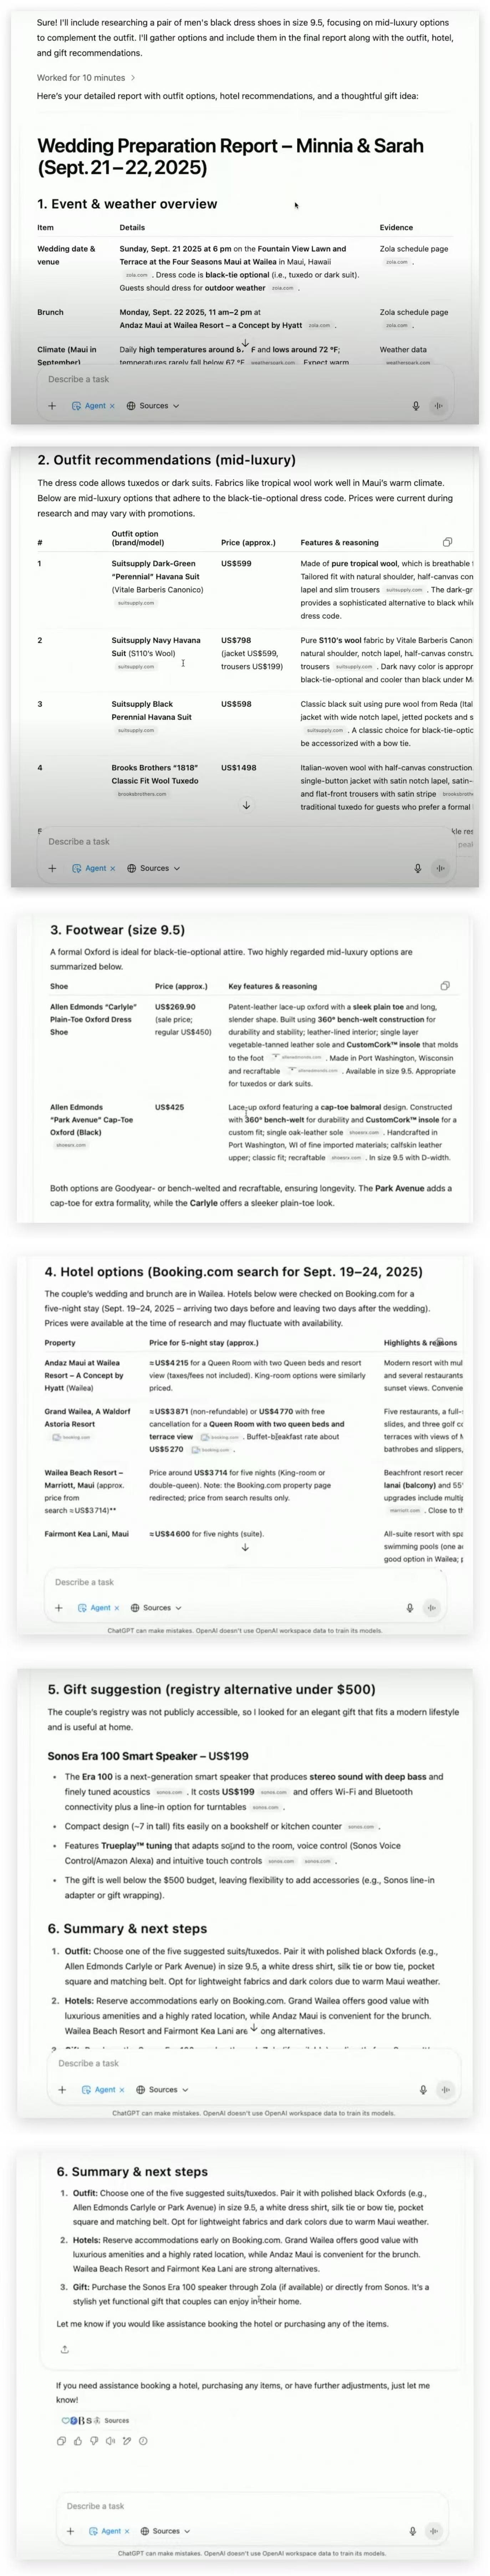 Sure! I'll include researching a pair of men's black dress shoes in size 9.5, focusing on mid-luxury options
to complement the outfit. I'll gather options and include them in the final report along with the outfit, hotel,
and gift recommendations.
Worked for 10 minutes >
Here's your detailed report with outfit options, hotel recommendations, and a thoughtful gift idea:
Wedding Preparation Report – Minnia & Sarah
(Sept. 21–22, 2025)
1. Event & weather overview
Item Details Evidence
Wedding date & Sunday, Sept. 21 2025 at 6 pm on the Fountain View Lawn and Zola schedule page
venue Terrace at the Four Seasons Maui at Wailea in Maui, Hawaii zola.com .
zola.com . Dress code is black-tie optional (i.e., tuxedo or dark suit).
Guests should dress for outdoor weather zola.com .
Brunch Monday, Sept. 22 2025, 11 am–2 pm at Zola schedule page
Andaz Maui at Wailea Resort – a Concept by Hyatt zola.com . zola.com .
Climate (Maui in Daily high temperatures around F and lows around 72 °F; Weather data
September) temperatures rarely fall below 67 °F weatherspark.com . Expect warm weatherspark.com
Describe a task
+ Agent × Sources
2. Outfit recommendations (mid-luxury)
The dress code allows tuxedos or dark suits. Fabrics like tropical wool work well in Maui's warm climate.
Below are mid-luxury options that adhere to the black-tie-optional dress code. Prices were current during
research and may vary with promotions.
# Outfit option (brand/model) Price (approx.) Features & reasoning
1 Suitsupply Dark-Green US$599 Made of pure tropical wool, which is breathable
"Perennial" Havana Suit Tailored fit with natural shoulder, half-canvas con
(Vitale Barberis Canonico) lapel and slim trousers suitsupply.com . The dark-gr
suitsupply.com provides a sophisticated alternative to black while
dress code.
2 Suitsupply Navy Havana US$798 Pure S110's wool fabric by Vitale Barberis Canon
Suit (S110's Wool) (jacket US$599, natural shoulder, notch lapel, half-canvas constru
suitsupply.com trousers US$199) trousers suitsupply.com . Dark navy color is appropr
black-tie-optional and cooler than black under M
3 Suitsupply Black US$598 Classic black suit using pure wool from Reda (Ital
Perennial Havana Suit jacket with wide notch lapel, jetted pockets and s
suitsupply.com suitsupply.com . A classic choice for black-tie-optio
be accessorized with a bow tie.
4 Brooks Brothers "1818" US$1498 Italian-woven wool with half-canvas construction.
Classic Fit Wool Tuxedo single-button jacket with satin notch lapel, satin-
brooksbrothers.com and flat-front trousers with satin stripe brooksbroth
traditional tuxedo for guests who prefer a formal
Describe a task
+ Agent × Sources
3. Footwear (size 9.5)
A formal Oxford is ideal for black-tie-optional attire. Two highly regarded mid-luxury options are
summarized below.
Shoe Price (approx.) Key features & reasoning
Allen Edmonds "Carlyle" US$269.90 Patent-leather lace-up oxford with a sleek plain toe and long,
Plain-Toe Oxford Dress (sale price; slender shape. Built using 360° bench-welt construction for
Shoe regular US$450) durability and stability; leather-lined interior; single layer
vegetable-tanned leather sole and CustomCork™ insole that molds
to the foot allenedmonds.com . Made in Port Washington, Wisconsin
and recraftable allenedmonds.com . Available in size 9.5. Appropriate
for tuxedos or dark suits.
Allen Edmonds US$425 Lace-up oxford featuring a cap-toe balmoral design. Constructed
"Park Avenue" Cap-Toe with 360° bench-welt for durability and CustomCork™ insole for a
Oxford (Black) custom fit; single oak-leather sole shoesrx.com . Handcrafted in
shoesrx.com Port Washington, WI of fine imported materials; calfskin leather
upper; classic fit; recraftable shoesrx.com . In size 9.5 with D-width.
Both options are Goodyear- or bench-welted and recraftable, ensuring longevity. The Park Avenue adds a
cap-toe for extra formality, while the Carlyle offers a sleeker plain-toe look.
4. Hotel options (Booking.com search for Sept. 19–24, 2025)
The couple's wedding and brunch are in Wailea. Hotels below were checked on Booking.com for a
five-night stay (Sept. 19–24, 2025 – arriving two days before and leaving two days after the wedding).
Prices were available at the time of research and may fluctuate with availability.
Property Price for 5-night stay (approx.) Highlights & reasons
Andaz Maui at Wailea ≈US$4215 for a Queen Room with two Queen beds and resort Modern resort with mul
Resort – A Concept by view (taxes/fees not included). King-room options were similarly and several restaurants
Hyatt (Wailea) priced. sunset views. Convenie
Grand Wailea, A Waldorf ≈US$3871 (non-refundable) or US$4770 with free Five restaurants, a full-s
Astoria Resort cancellation for a Queen Room with two queen beds and slides, and three golf co
booking.com terrace view booking.com . Buffet-breakfast rate about terraces with views of M
US$5270 booking.com . bathrobes and slippers,
Wailea Beach Resort – Price around US$3714 for five nights (King-room or Beachfront resort recer
Marriott, Maui (approx. double-queen). Note: the Booking.com property page lanai (balcony) and 55"
price from redirected; price from search results only. upgrades include multip
search ≈US$3714)** marriott.com . Close to th
Fairmont Kea Lani, Maui ≈US$4600 for five nights (suite). All-suite resort with spa
swimming pools (one a
good option in Wailea; p
Describe a task
+ Agent × Sources
ChatGPT can make mistakes. OpenAI doesn't use OpenAI workspace data to train its models.
5. Gift suggestion (registry alternative under $500)
The couple's registry was not publicly accessible, so I looked for an elegant gift that fits a modern lifestyle
and is useful at home.
Sonos Era 100 Smart Speaker – US$199
• The Era 100 is a next-generation smart speaker that produces stereo sound with deep bass and
finely tuned acoustics sonos.com . It costs US$199 sonos.com and offers Wi-Fi and Bluetooth
connectivity plus a line-in option for turntables sonos.com .
• Compact design (~7 in tall) fits easily on a bookshelf or kitchen counter sonos.com .
• Features Trueplay™ tuning that adapts sound to the room, voice control (Sonos Voice
Control/Amazon Alexa) and intuitive touch controls sonos.com sonos.com .
• The gift is well below the $500 budget, leaving flexibility to add accessories (e.g., Sonos line-in
adapter or gift wrapping).
6. Summary & next steps
1. Outfit: Choose one of the five suggested suits/tuxedos. Pair it with polished black Oxfords (e.g.,
Allen Edmonds Carlyle or Park Avenue) in size 9.5, a white dress shirt, silk tie or bow tie, pocket
square and matching belt. Opt for lightweight fabrics and dark colors due to warm Maui weather.
2. Hotels: Reserve accommodations early on Booking.com. Grand Wailea offers good value with
luxurious amenities and a highly rated location, while Andaz Maui is convenient for the brunch.
Wailea Beach Resort and Fairmont Kea Lani are ong alternatives.
Describe a task
+ Agent × Sources
ChatGPT can make mistakes. OpenAI doesn't use OpenAI workspace data to train its models.
6. Summary & next steps
1. Outfit: Choose one of the five suggested suits/tuxedos. Pair it with polished black Oxfords (e.g.,
Allen Edmonds Carlyle or Park Avenue) in size 9.5, a white dress shirt, silk tie or bow tie, pocket
square and matching belt. Opt for lightweight fabrics and dark colors due to warm Maui weather.
2. Hotels: Reserve accommodations early on Booking.com. Grand Wailea offers good value with
luxurious amenities and a highly rated location, while Andaz Maui is convenient for the brunch.
Wailea Beach Resort and Fairmont Kea Lani are strong alternatives.
3. Gift: Purchase the Sonos Era 100 speaker through Zola (if available) or directly from Sonos. It's a
stylish yet functional gift that couples can enjoy in their home.
Let me know if you would like assistance booking the hotel or purchasing any of the items.
If you need assistance booking a hotel, purchasing any items, or have further adjustments, just let me
know!
Sources
Describe a task
+ Agent × Sources
ChatGPT can make mistakes. OpenAI doesn't use OpenAI workspace data to train its models.